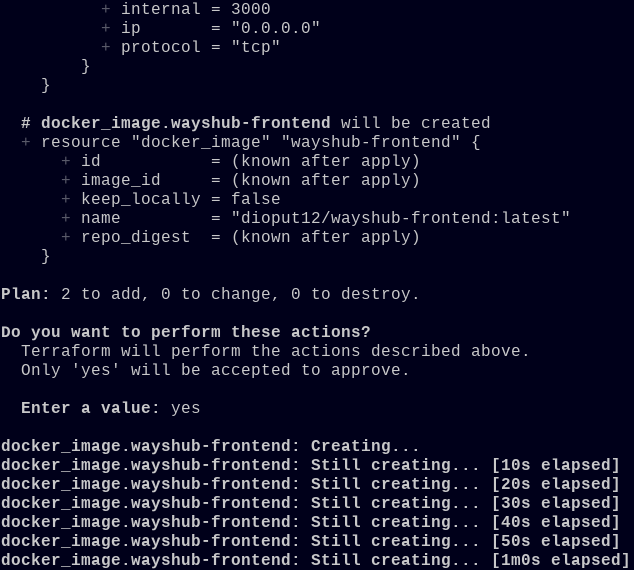 + internal = 3000
+ ip       = "0.0.0.0"
+ protocol = "tcp"
}
}
# docker_image.wayshub-frontend will be created
+ resource "docker_image" "wayshub-frontend" {
+ id           = (known after apply)
+ image_id     = (known after apply)
+ keep_locally = false
+ name         = "dioput12/wayshub-frontend:latest"
+ repo_digest  = (known after apply)
}
Plan: 2 to add, 0 to change, 0 to destroy.
Do you want to perform these actions?
Terraform will perform the actions described above.
Only 'yes' will be accepted to approve.
Enter a value: yes
docker_image.wayshub-frontend: Creating...
docker_image.wayshub-frontend: Still creating... [10s elapsed]
docker_image.wayshub-frontend: Still creating... [20s elapsed]
docker_image.wayshub-frontend: Still creating... [30s elapsed]
docker_image.wayshub-frontend: Still creating... [40s elapsed]
docker_image.wayshub-frontend: Still creating... [50s elapsed]
docker_image.wayshub-frontend: Still creating... [1m0s elapsed]